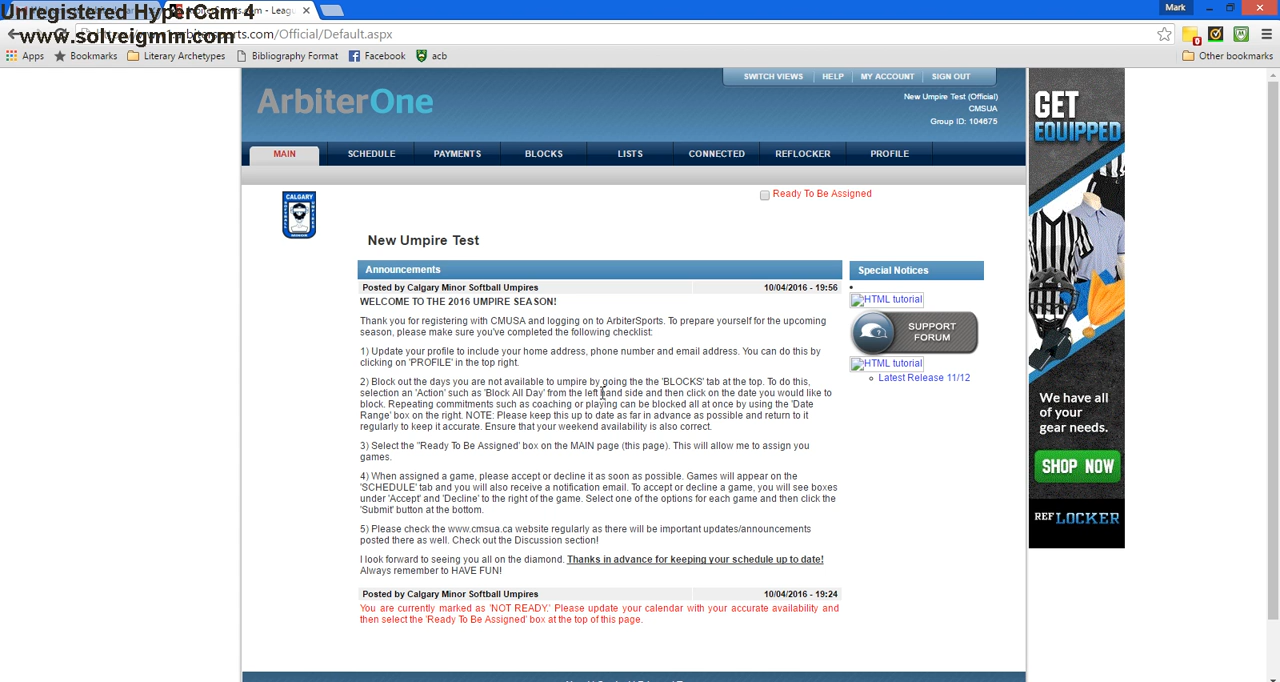 Unregistered HyperCam 4
www.solveigmm.com
Mark
/Official/Default.aspx
Apps
Bookmarks
Literary Archetypes
Bibliography Format
Facebook
acb
Other bookmarks
SWITCH VIEWS
HELP
MY ACCOUNT
SIGN OUT
ArbiterOne
New Umpire Test (Official)
CMSUA
Group ID: 104675
MAIN
SCHEDULE
PAYMENTS
BLOCKS
LISTS
CONNECTED
REFLOCKER
PROFILE
CALGARY
Ready To Be Assigned
New Umpire Test
Announcements
Posted by Calgary Minor Softball Umpires 10/04/2016 - 19:56
WELCOME TO THE 2016 UMPIRE SEASON!
Thank you for registering with CMUSA and logging on to ArbiterSports. To prepare yourself for the upcoming
season, please make sure you've completed the following checklist:
1) Update your profile to include your home address, phone number and email address. You can do this by
clicking on 'PROFILE' in the top right.
2) Block out the days you are not available to umpire by going the the 'BLOCKS' tab at the top. To do this,
selection an 'Action' such as 'Block All Day' from the left hand side and then click on the date you would like to
block. Repeating commitments such as coaching or playing can be blocked all at once by using the 'Date
Range' box on the right. NOTE: Please keep this up to date as far in advance as possible and return to it
regularly to keep it accurate. Ensure that your weekend availability is also correct.
3) Select the "Ready To Be Assigned' box on the MAIN page (this page). This will allow me to assign you
games.
4) When assigned a game, please accept or decline it as soon as possible. Games will appear on the
'SCHEDULE' tab and you will also receive a notification email. To accept or decline a game, you will see boxes
under 'Accept' and 'Decline' to the right of the game. Select one of the options for each game and then click the
'Submit' button at the bottom.
5) Please check the www.cmsua.ca website regularly as there will be important updates/announcements
posted there as well. Check out the Discussion section!
I look forward to seeing you all on the diamond. Thanks in advance for keeping your schedule up to date!
Always remember to HAVE FUN!
Posted by Calgary Minor Softball Umpires 10/04/2016 - 19:24
You are currently marked as 'NOT READY.' Please update your calendar with your accurate availability and
then select the 'Ready To Be Assigned' box at the top of this page.
Special Notices
HTML tutorial
SUPPORT
FORUM
HTML tutorial
Latest Release 11/12
GET
EQUIPPED
We have all
of your
gear needs.
SHOP NOW
REFLOCKER